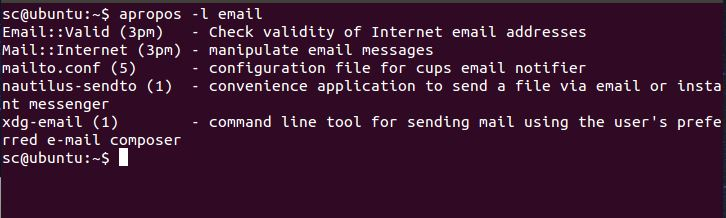 sc@ubuntu:~$ apropos -l email
Email::Valid (3pm)   - Check validity of Internet email addresses
Mail::Internet (3pm) - manipulate email messages
mailto.conf (5)      - configuration file for cups email notifier
nautilus-sendto (1)  - convenience application to send a file via email or insta
nt messenger
xdg-email (1)        - command line tool for sending mail using the user's prefe
rred e-mail composer
sc@ubuntu:~$